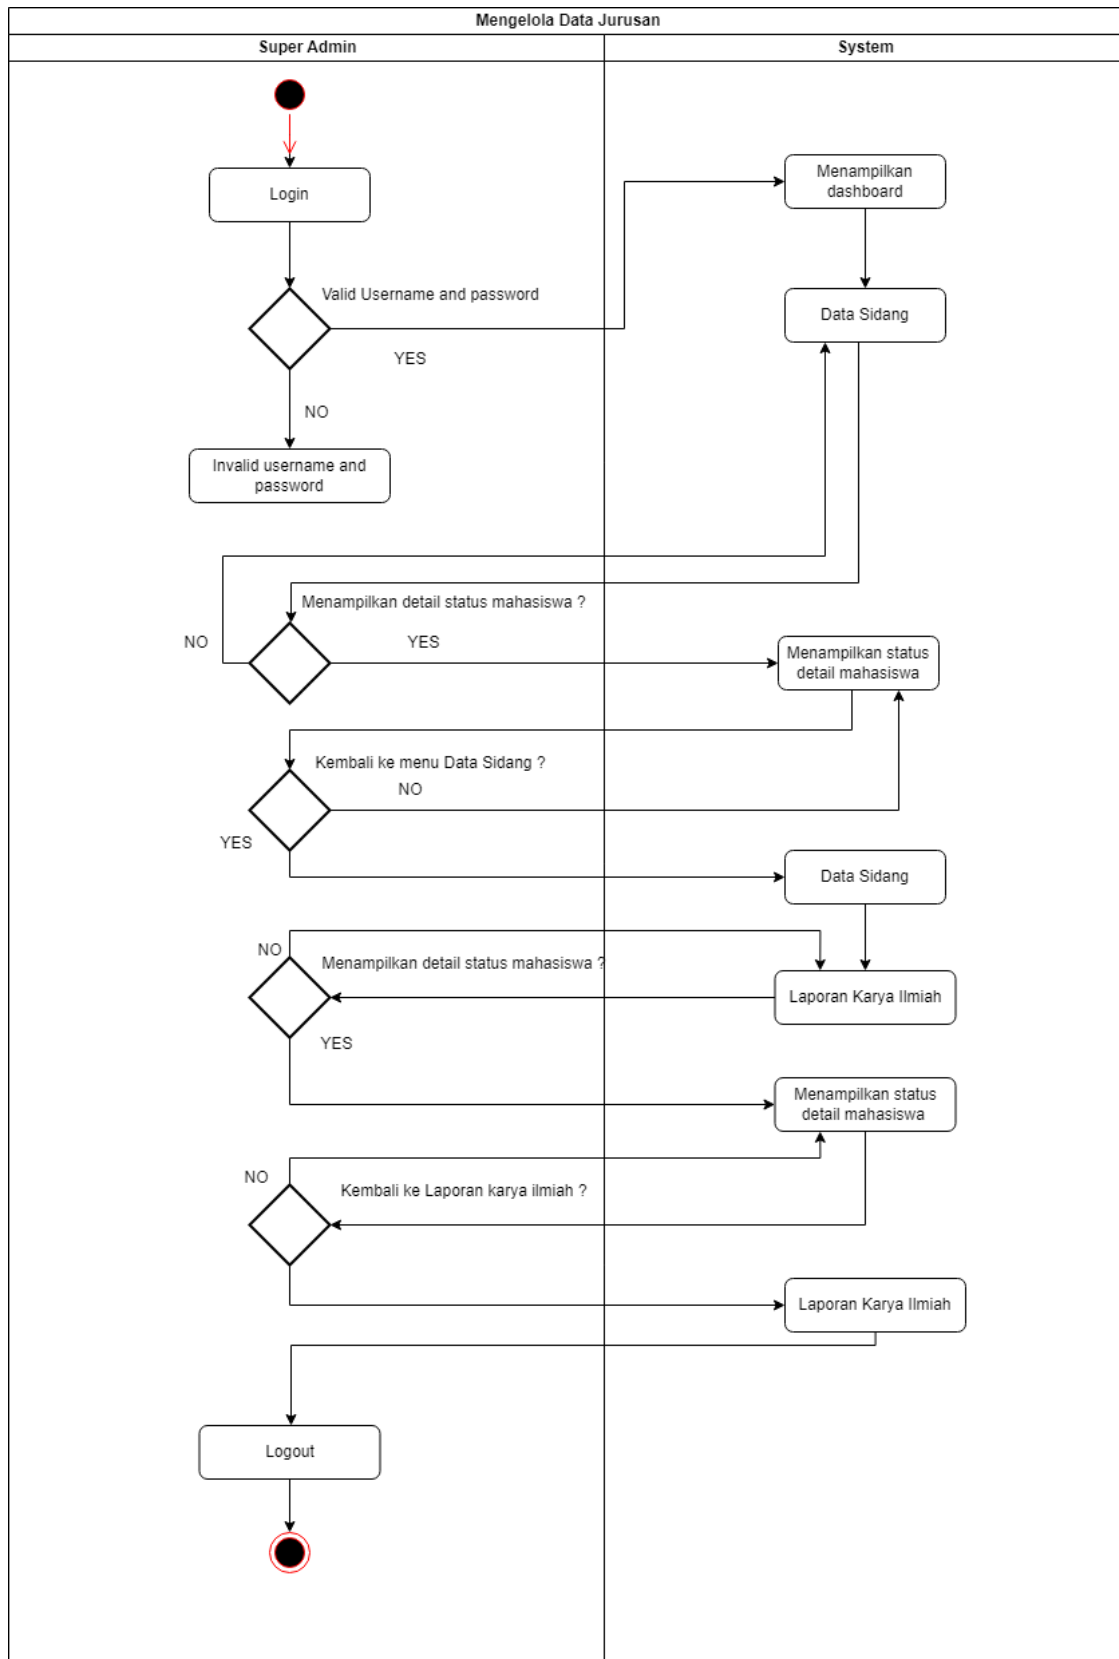 Mengelola Data Jurusan
Super Admin
System
Login
Menampilkan
dashboard
Valid Username and password
YES
Data Sidang
NO
Invalid username and
password
Menampilkan detail status mahasiswa ?
NO
YES
Menampilkan status
detail mahasiswa
Kembali ke menu Data Sidang ?
NO
YES
Data Sidang
NO
Menampilkan detail status mahasiswa ?
Laporan Karya Ilmiah
YES
Menampilkan status
detail mahasiswa
NO
Kembali ke Laporan karya ilmiah ?
Laporan Karya Ilmiah
Logout